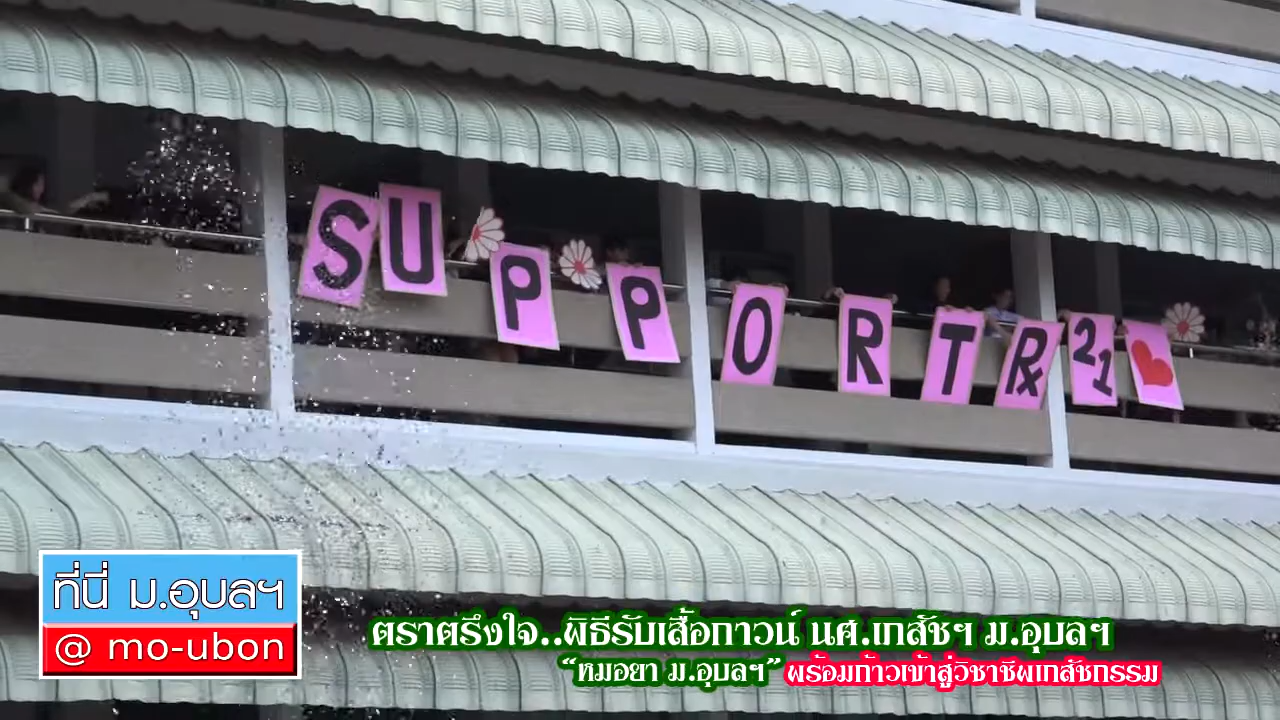 SUPPORT ℞ 21
ที่นี่ ม.อุบลฯ
@ mo-ubon
ตราตรึงใจ..พิธีรับเสื้อกาวน์ นศ.เภสัชฯ ม.อุบลฯ
“หมอยา ม.อุบลฯ” พร้อมก้าวเข้าสู่วิชาชีพเภสัชกรรม